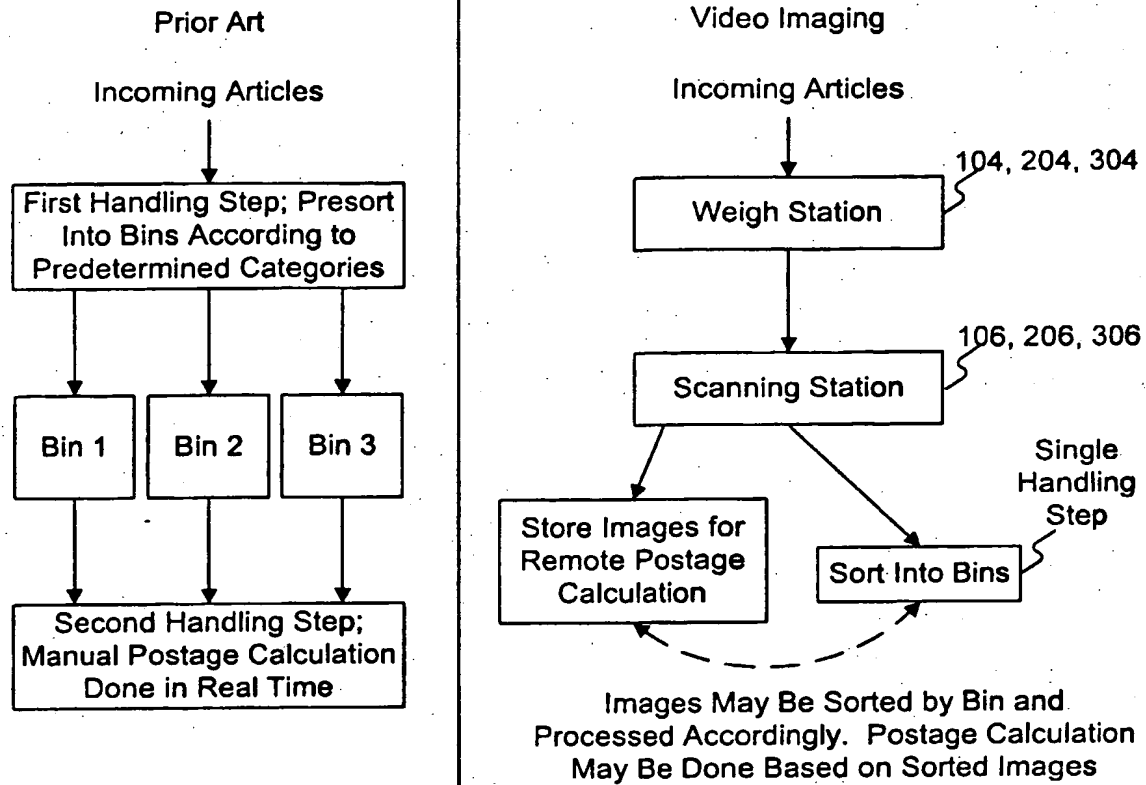 Prior Art
Incoming Articles
First Handling Step; Presort
Into Bins According to
Predetermined Categories
Bin 1
Bin 2
Bin 3
Second Handling Step;
Manual Postage Calculation
Done in Real Time
Video Imaging
Incoming Articles
104, 204, 304
Weigh Station
106, 206, 306
Scanning Station
Single
Handling
Step
Store Images for
Remote Postage
Calculation
Sort Into Bins
Images May Be Sorted by Bin and
Processed Accordingly. Postage Calculation
May Be Done Based on Sorted Images